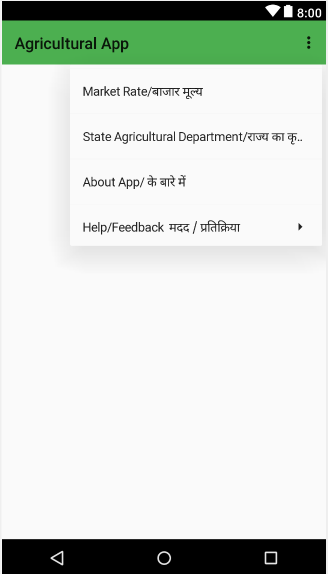 8:00
Agricultural App
Market Rate/बाजार मूल्य
State Agricultural Department/राज्य का कृ..
About App/ के बारे में
Help/Feedback मदद / प्रतिक्रिया